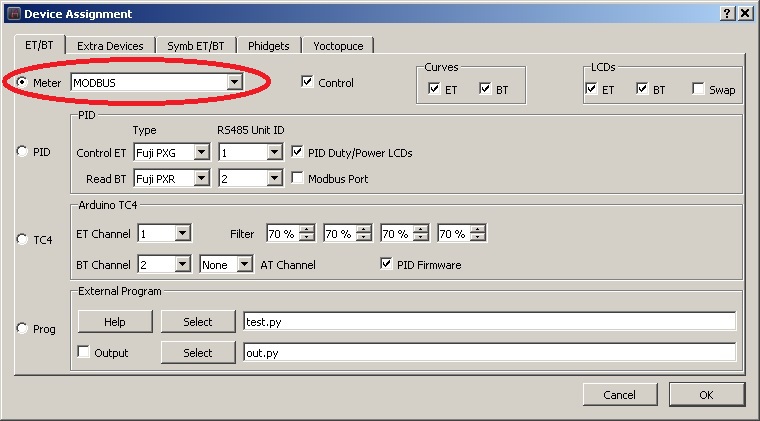 Device Assignment
ET/BT Extra Devices Symb ET/BT Phidgets Yoctopuce
Meter MODBUS Control Curves ET BT LCDs ET BT Swap
PID
Type RS485 Unit ID
PID Control ET Fuji PXG 1 PID Duty/Power LCDs
Read BT Fuji PXR 2 Modbus Port
Arduino TC4
TC4 ET Channel 1 Filter 70 % 70 % 70 % 70 %
BT Channel 2 None AT Channel PID Firmware
External Program
Prog Help Select test.py
Output Select out.py
Cancel OK